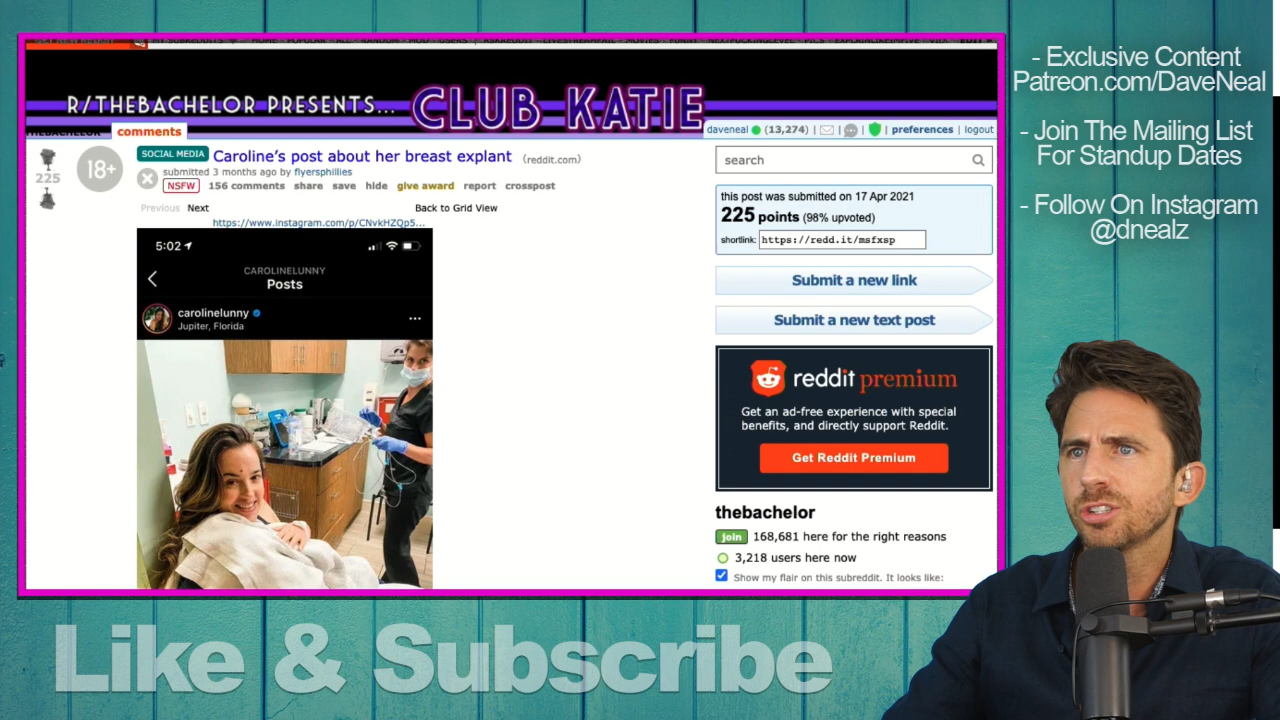 R/THEBACHELOR PRESENTS...
CLUB KATIE
THEBACHELOR
comments
daveneal (13,274) | | | | preferences | logout
225
18+
SOCIAL MEDIA Caroline's post about her breast explant (reddit.com)
submitted 3 months ago by flyersphillies
NSFW 156 comments share save hide give award report crosspost
Previous Next Back to Grid View
https://www.instagram.com/p/CNvkHZQp5...
5:02
CAROLINELUNNY
Posts
carolinelunny
Jupiter, Florida
...
search
this post was submitted on 17 Apr 2021
225 points (98% upvoted)
shortlink: https://redd.it/msfxsp
Submit a new link
Submit a new text post
reddit premium
Get an ad-free experience with special
benefits, and directly support Reddit.
Get Reddit Premium
thebachelor
join 168,681 here for the right reasons
3,218 users here now
Show my flair on this subreddit. It looks like:
- Exclusive Content
Patreon.com/DaveNeal
- Join The Mailing List
For Standup Dates
- Follow On Instagram
@dnealz
Like & Subscribe